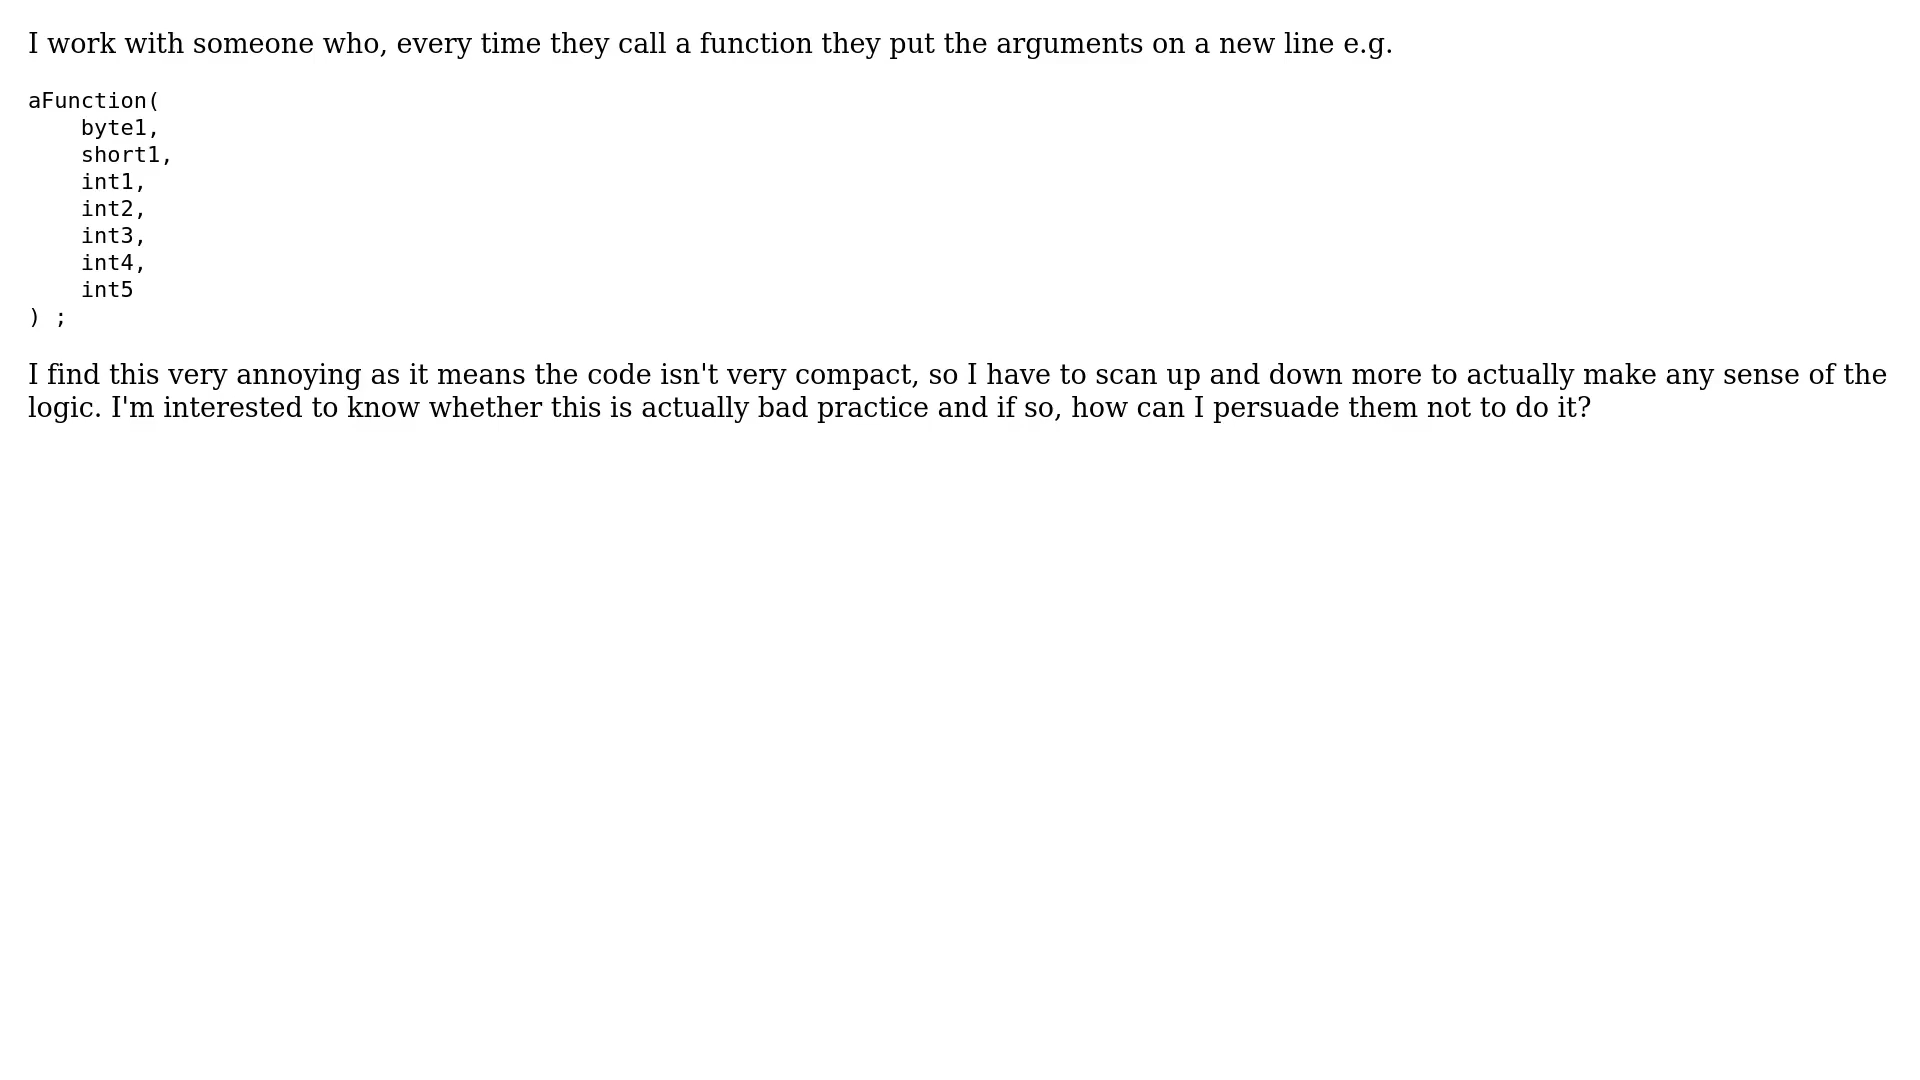 I work with someone who, every time they call a function they put the arguments on a new line e.g.
aFunction(
    byte1,
    short1,
    int1,
    int2,
    int3,
    int4,
    int5
) ;
I find this very annoying as it means the code isn't very compact, so I have to scan up and down more to actually make any sense of the
logic. I'm interested to know whether this is actually bad practice and if so, how can I persuade them not to do it?